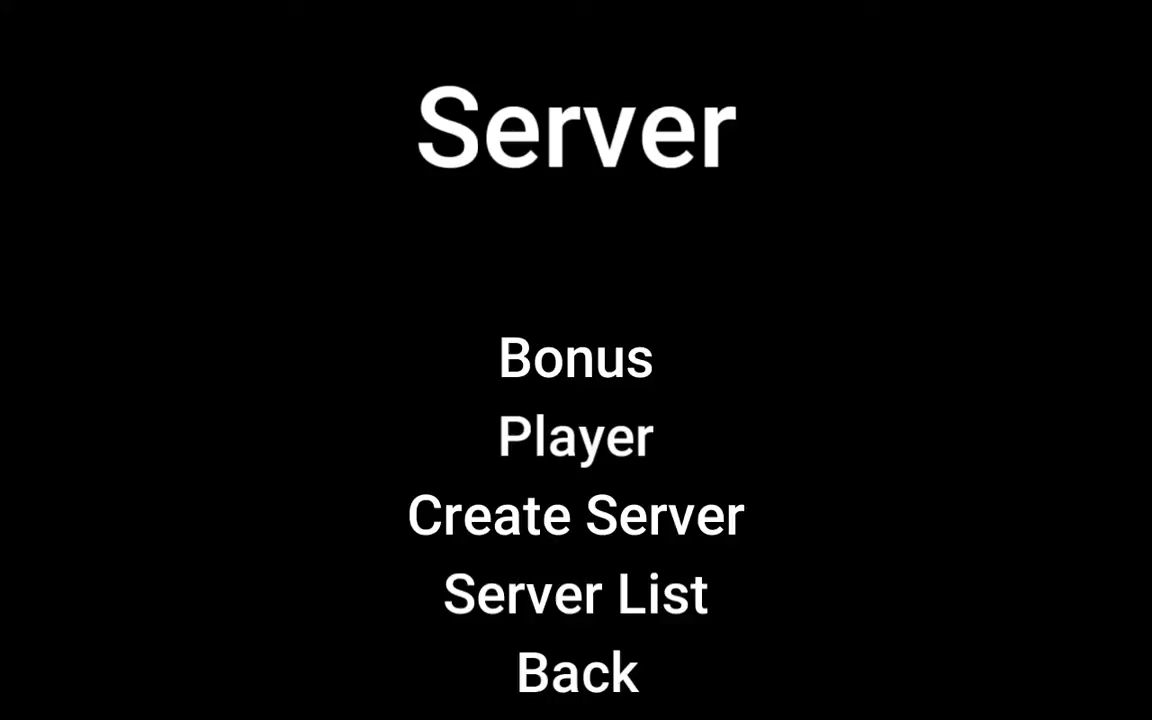 Server
Bonus
Player
Create Server
Server List
Back